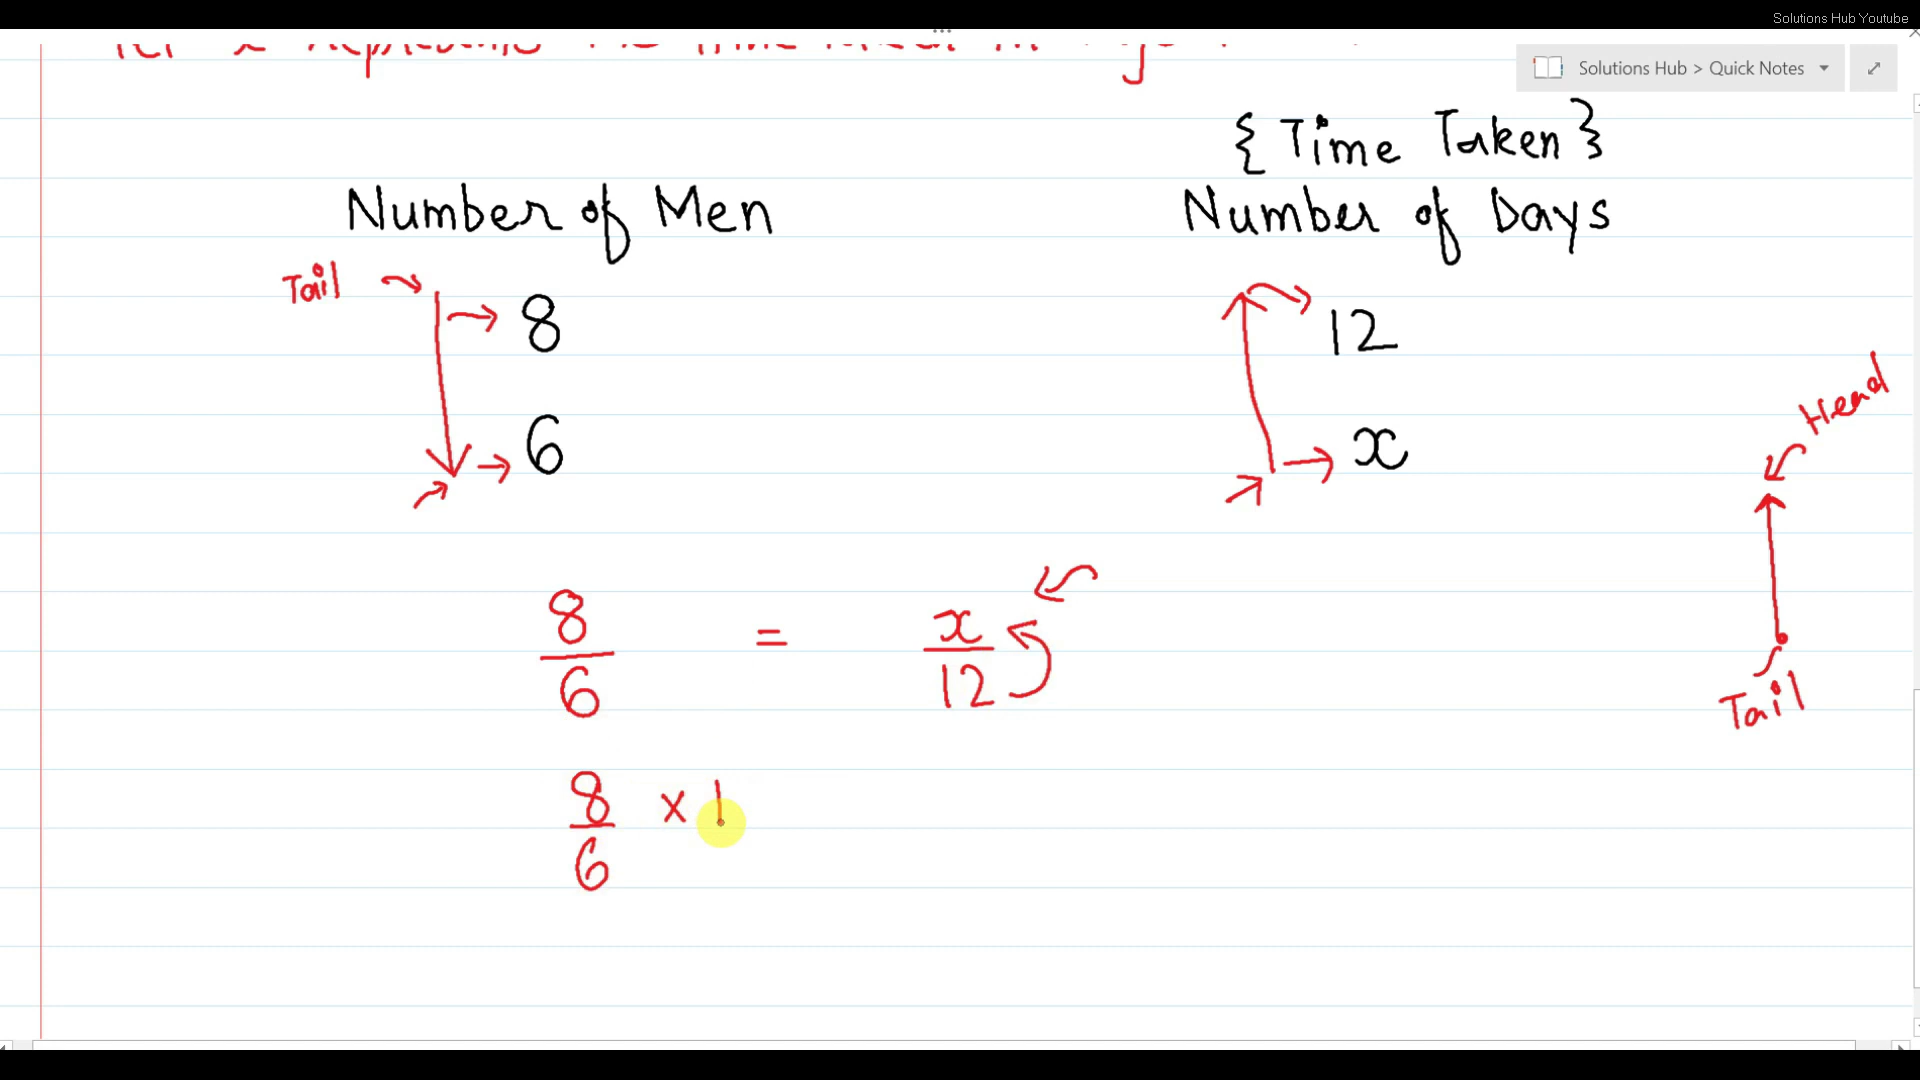 Solutions Hub Youtube
Solutions Hub > Quick Notes
{ Time Taken }
Number of Men Number of Days
Tail → → 8 → 12
→ 6 → x
Head
8/6 = x/12
Tail
8/6 × 1